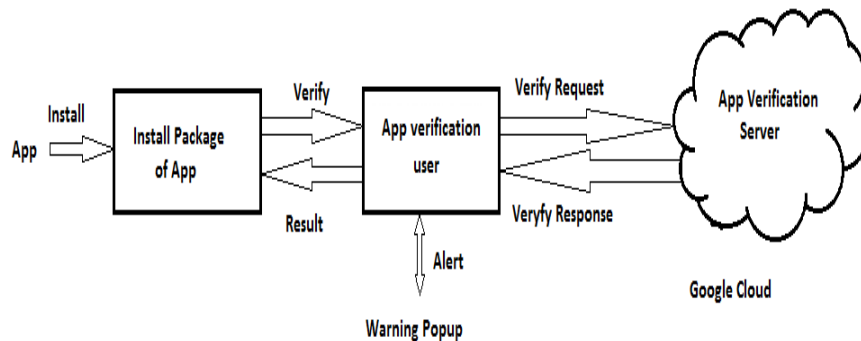 App
Install
Install Package
of App
Verify
Result
App verification
user
Alert
Warning Popup
Verify Request
Veryfy Response
App Verification
Server
Google Cloud